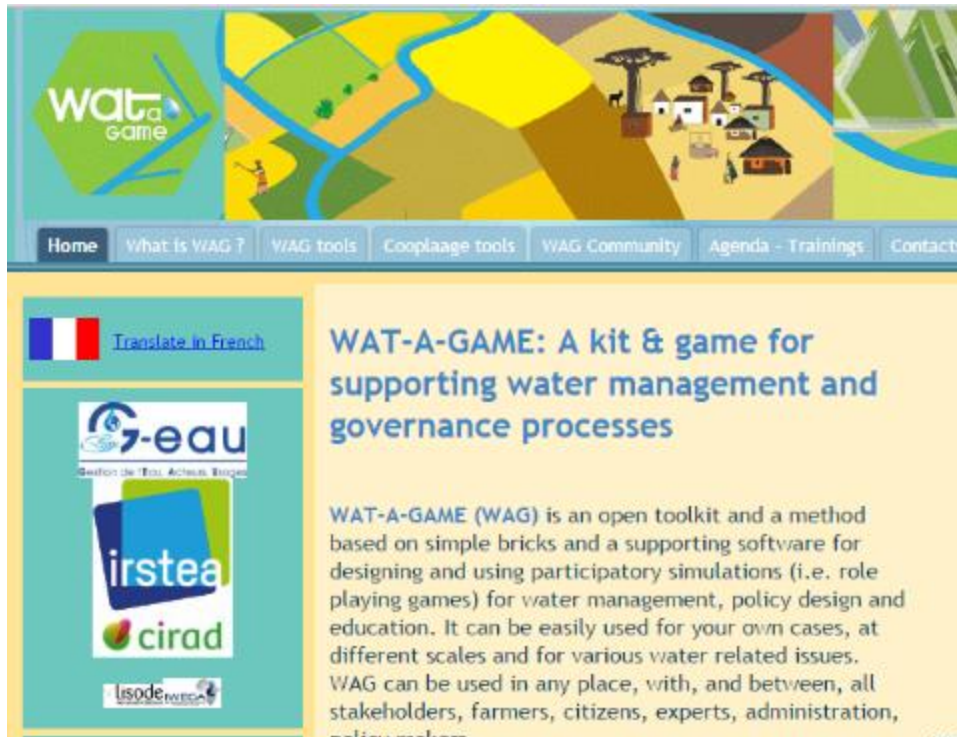 wat
a
Game
Home
What is WAG ?
WAG tools
Cooplaage tools
WAG Community
Agenda - Trainings
Contact
Translate in French
G-eau
Gestion de l'Eau, Acteurs, Usages
irstea
cirad
Lisode
WAT-A-GAME: A kit & game for
supporting water management and
governance processes
WAT-A-GAME (WAG) is an open toolkit and a method
based on simple bricks and a supporting software for
designing and using participatory simulations (i.e. role
playing games) for water management, policy design and
education. It can be easily used for your own cases, at
different scales and for various water related issues.
WAG can be used in any place, with, and between, all
stakeholders, farmers, citizens, experts, administration,